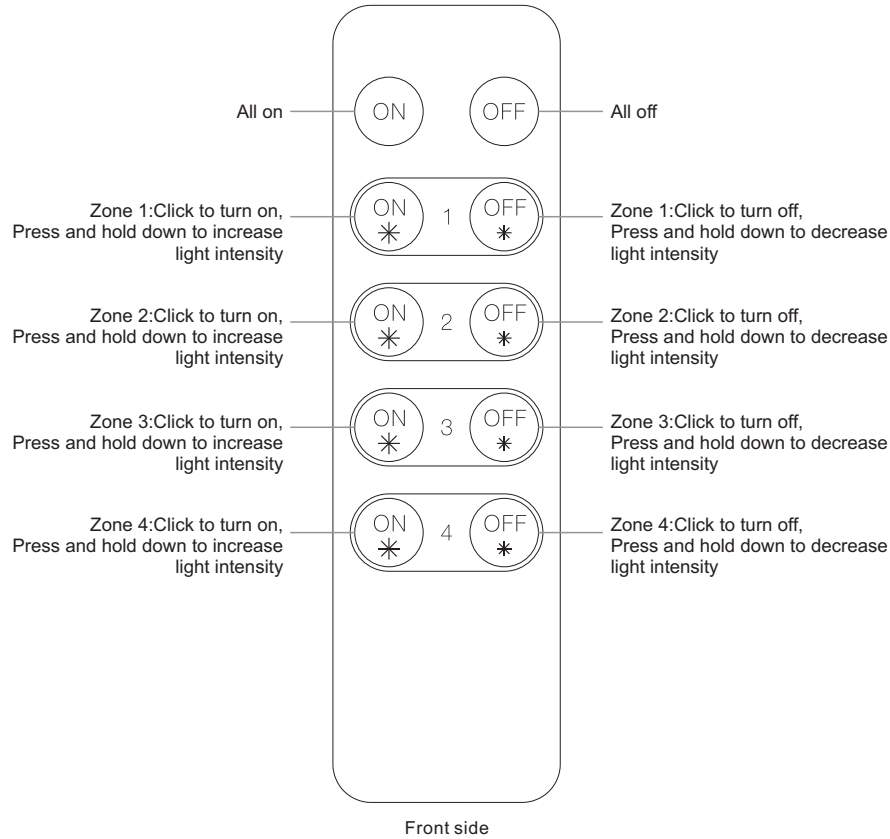 All on
ON
OFF
All off
Zone 1:Click to turn on,
Press and hold down to increase
light intensity
ON
1
OFF
Zone 1:Click to turn off,
Press and hold down to decrease
light intensity
Zone 2:Click to turn on,
Press and hold down to increase
light intensity
ON
2
OFF
Zone 2:Click to turn off,
Press and hold down to decrease
light intensity
Zone 3:Click to turn on,
Press and hold down to increase
light intensity
ON
3
OFF
Zone 3:Click to turn off,
Press and hold down to decrease
light intensity
Zone 4:Click to turn on,
Press and hold down to increase
light intensity
ON
4
OFF
Zone 4:Click to turn off,
Press and hold down to decrease
light intensity
Front side